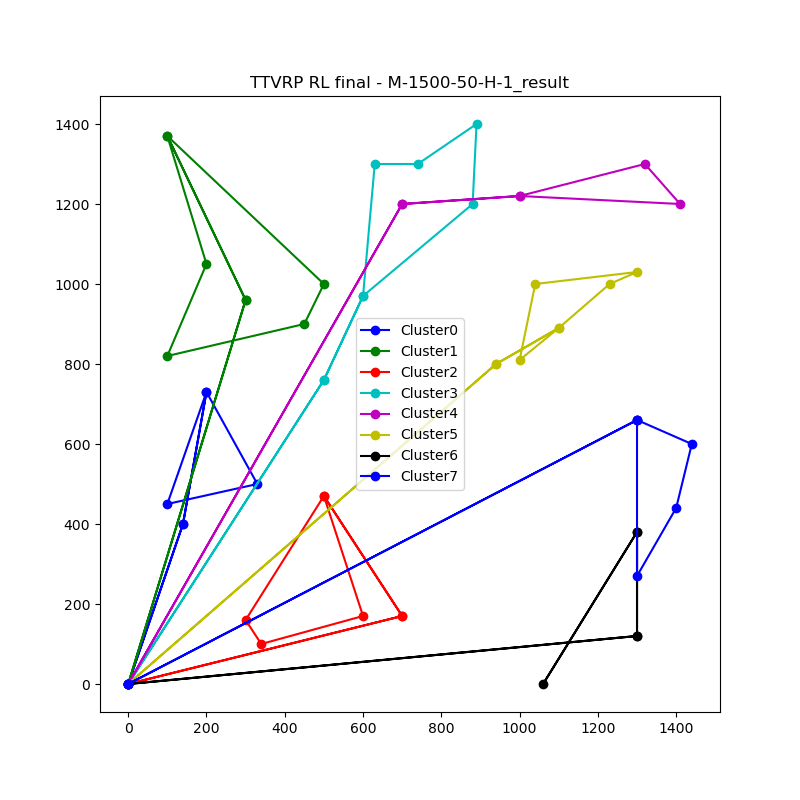 TTVRP RL final - M-1500-50-H-1_result
1400
1200
1000
800
600
400
200
0
Cluster0
Cluster1
Cluster2
Cluster3
Cluster4
Cluster5
Cluster6
Cluster7
0 200 400 600 800 1000 1200 1400